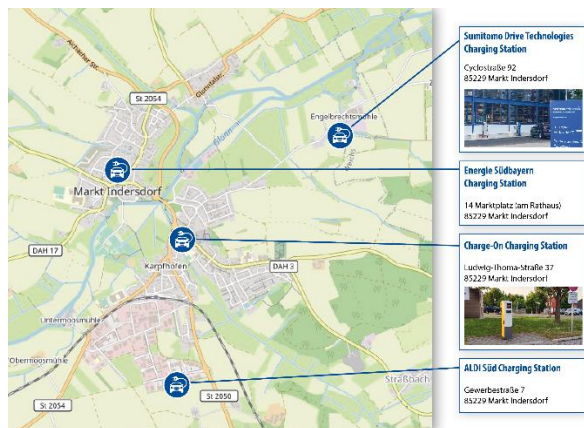 Aichacher Str.
Glonntalstr.
St 2054
Glonn
Engelbrechtsmühle
Markt Indersdorf
DAH 17
Karpfhofen
DAH 3
Untermoosmühle
Obermoosmühle
Straßbach
St 2054
St 2050
Sumitomo Drive Technologies
Charging Station
Cyclostraße 92
85229 Markt Indersdorf
Energie Südbayern
Charging Station
14 Marktplatz (am Rathaus)
85229 Markt Indersdorf
Charge-On Charging Station
Ludwig-Thoma-Straße 37
85229 Markt Indersdorf
ALDI Süd Charging Station
Gewerbestraße 7
85229 Markt Indersdorf